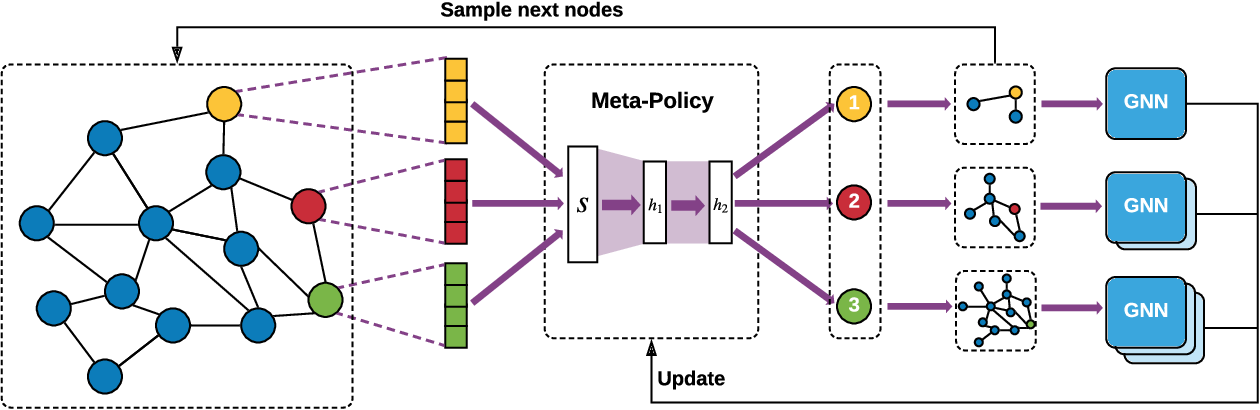 Sample next nodes
Meta-Policy
S
h1
h2
1
2
3
GNN
GNN
GNN
Update